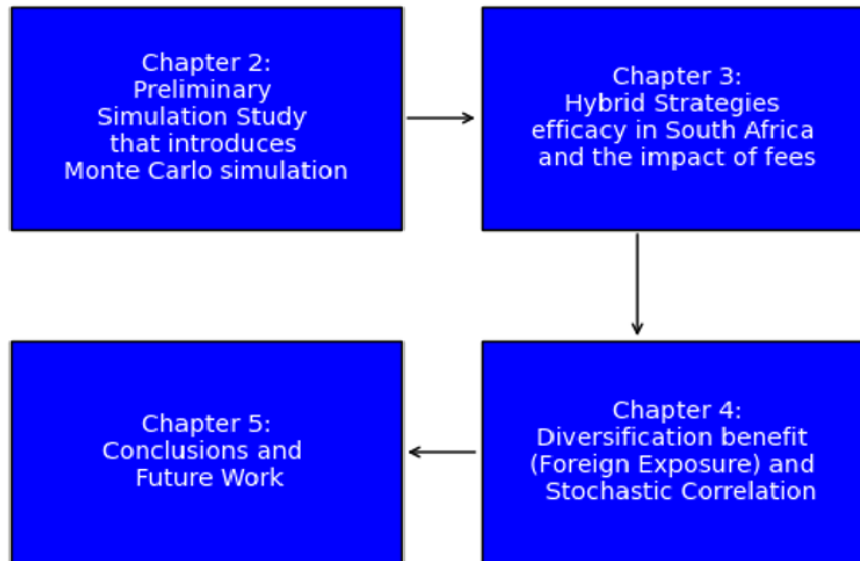 Chapter 2:
Preliminary
Simulation Study
that introduces
Monte Carlo simulation
Chapter 3:
Hybrid Strategies
efficacy in South Africa
and the impact of fees
Chapter 4:
Diversification benefit
(Foreign Exposure) and
Stochastic Correlation
Chapter 5:
Conclusions and
Future Work